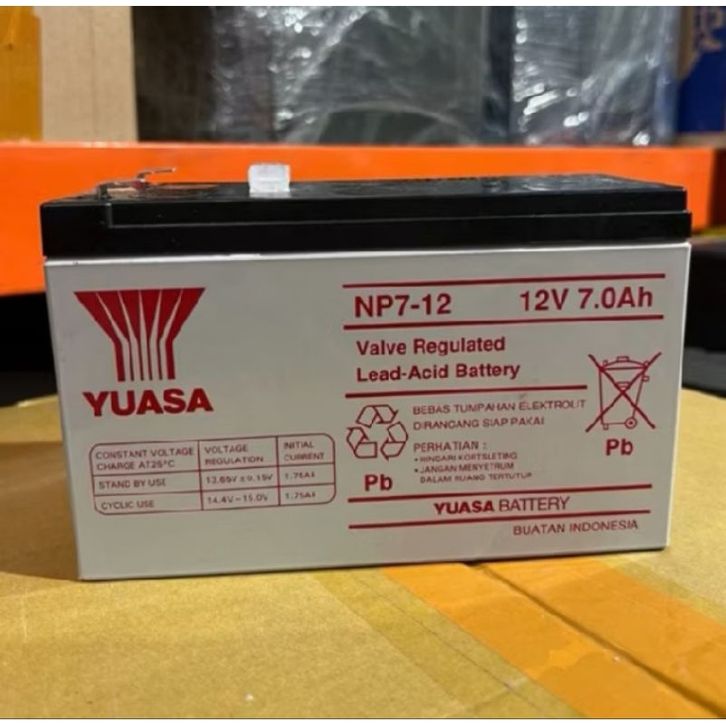 YUASA
NP7-12 12V 7.0Ah
Valve Regulated
Lead-Acid Battery
BEBAS TUMPAHAN ELEKTROLIT
DIRANCANG SIAP PAKAI
PERHATIAN :
• HINDARI KORTSLETING
• JANGAN MENYETRUM
DALAM RUANG TERTUTUP
Pb
Pb
CONSTANT VOLTAGE CHARGE AT25°C VOLTAGE REGULATION INITIAL CURRENT
STAND BY USE 13.65V ± 0.15V 1.75A
CYCLIC USE 14.4V ~ 15.0V 1.75A
YUASA BATTERY
BUATAN INDONESIA